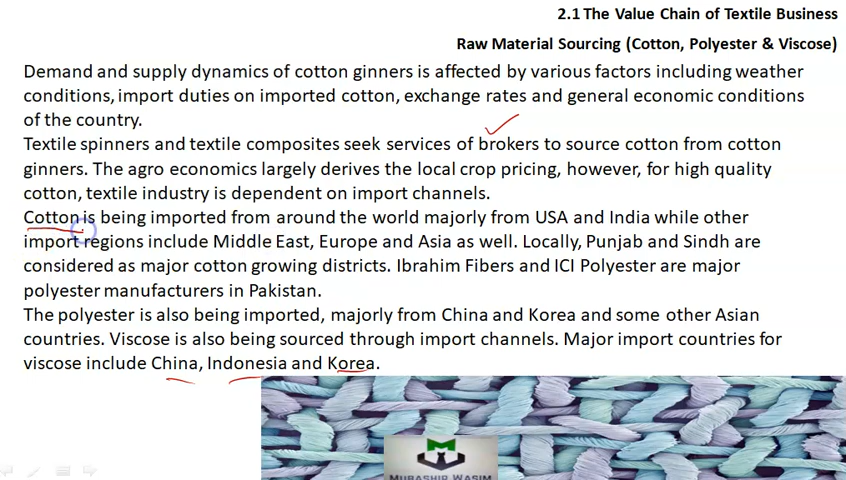 2.1 The Value Chain of Textile Business
Raw Material Sourcing (Cotton, Polyester & Viscose)
Demand and supply dynamics of cotton ginners is affected by various factors including weather
conditions, import duties on imported cotton, exchange rates and general economic conditions
of the country.
Textile spinners and textile composites seek services of brokers to source cotton from cotton
ginners. The agro economics largely derives the local crop pricing, however, for high quality
cotton, textile industry is dependent on import channels.
Cotton is being imported from around the world majorly from USA and India while other
import regions include Middle East, Europe and Asia as well. Locally, Punjab and Sindh are
considered as major cotton growing districts. Ibrahim Fibers and ICI Polyester are major
polyester manufacturers in Pakistan.
The polyester is also being imported, majorly from China and Korea and some other Asian
countries. Viscose is also being sourced through import channels. Major import countries for
viscose include China, Indonesia and Korea.
MUBASHIR WASIM